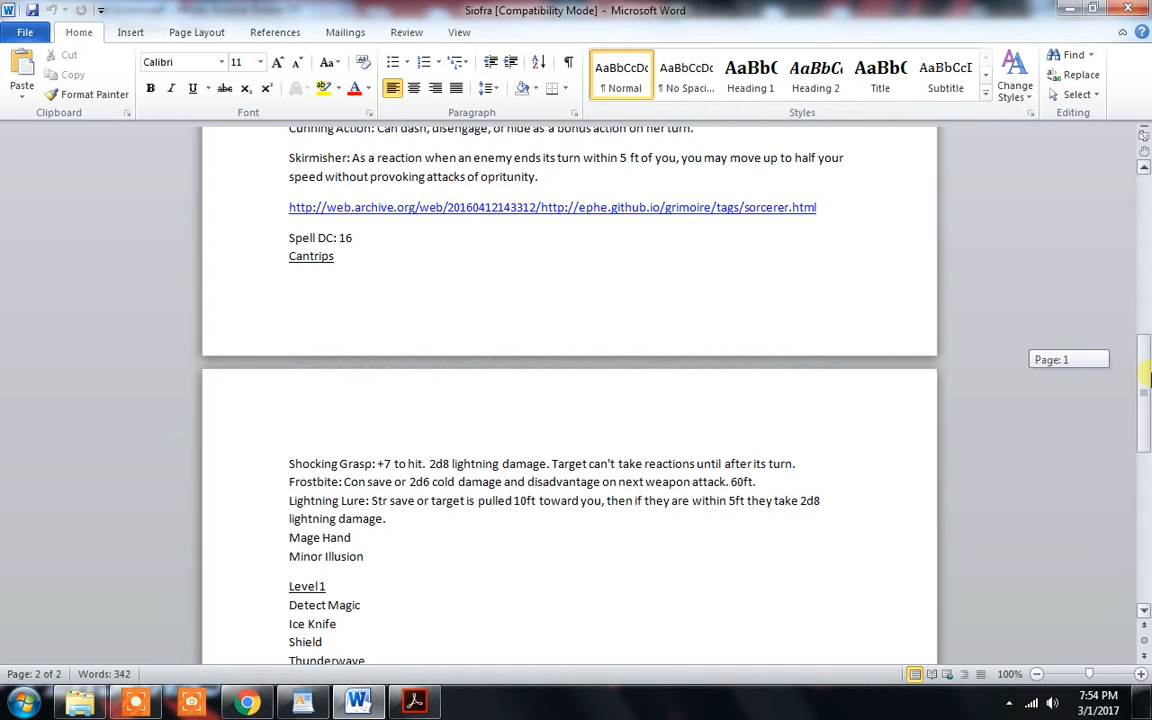 Siofra [Compatibility Mode] - Microsoft Word
File Home Insert Page Layout References Mailings Review View
Paste Cut Copy Format Painter
Calibri 11 Aa
B I U abc X₂ X² A A
AaBbCcDc AaBbCcDc AaBbC AaBbC AaBbC AaBbCcI
¶ Normal ¶ No Spaci... Heading 1 Heading 2 Title Subtitle
Change Styles
Find Replace Select
Clipboard Font Paragraph Styles Editing
Cunning Action: Can dash, disengage, or hide as a bonus action on her turn.
Skirmisher: As a reaction when an enemy ends its turn within 5 ft of you, you may move up to half your
speed without provoking attacks of opritunity.
http://web.archive.org/web/20160412143312/http://ephe.github.io/grimoire/tags/sorcerer.html
Spell DC: 16
Cantrips
Page: 1
Shocking Grasp: +7 to hit. 2d8 lightning damage. Target can't take reactions until after its turn.
Frostbite: Con save or 2d6 cold damage and disadvantage on next weapon attack. 60ft.
Lightning Lure: Str save or target is pulled 10ft toward you, then if they are within 5ft they take 2d8
lightning damage.
Mage Hand
Minor Illusion
Level1
Detect Magic
Ice Knife
Shield
Thunderwave
Page: 2 of 2 Words: 342 100%
7:54 PM
3/1/2017